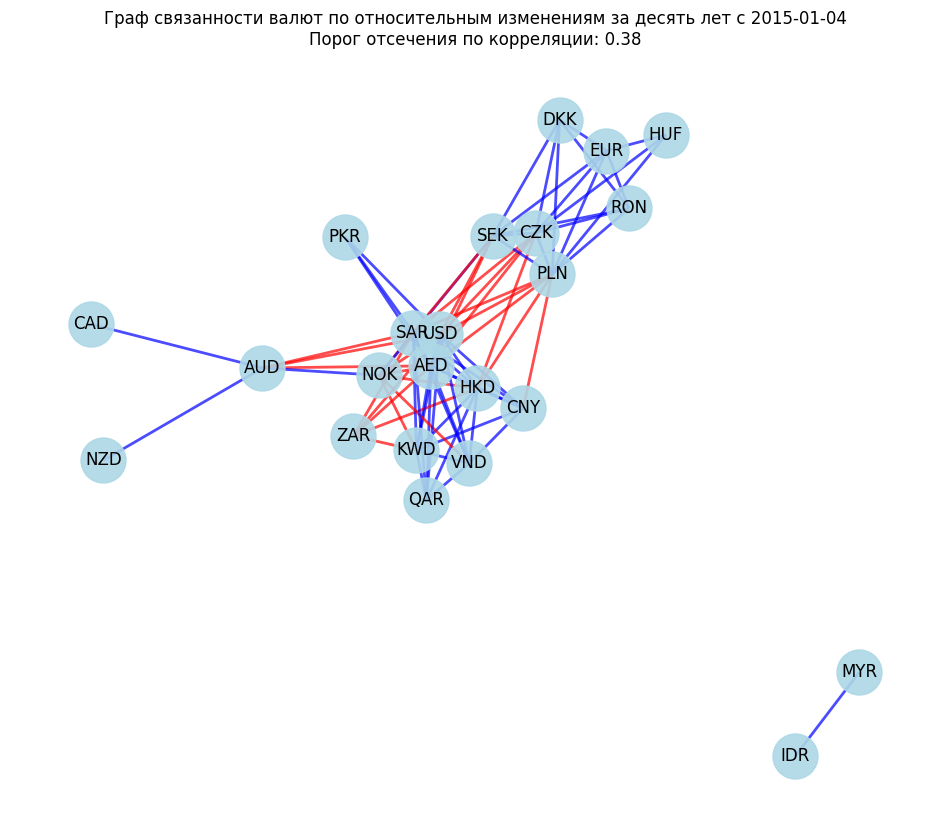 Граф связанности валют по относительным изменениям за десять лет с 2015-01-04
Порог отсечения по корреляции: 0.38
DKK
HUF
EUR
RON
PKR
SEK
CZK
PLN
CAD
SAR
USD
AUD
AED
NOK
HKD
CNY
ZAR
KWD
NZD
VND
QAR
MYR
IDR